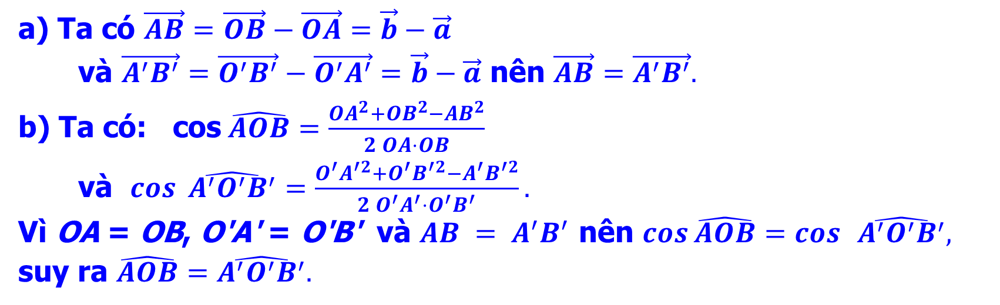 a) Ta có $\overrightarrow{AB} = \overrightarrow{OB} - \overrightarrow{OA} = \vec{b} - \vec{a}$
và $\overrightarrow{A'B'} = \overrightarrow{O'B'} - \overrightarrow{O'A'} = \vec{b} - \vec{a}$ nên $\overrightarrow{AB} = \overrightarrow{A'B'}$.
b) Ta có: cos $\widehat{AOB} = \frac{OA^2+OB^2-AB^2}{2\ OA \cdot OB}$
và $cos\ \widehat{A'O'B'} = \frac{O'A'^2+O'B'^2-A'B'^2}{2\ O'A' \cdot O'B'}$.
Vì OA = OB, O'A' = O'B' và $AB = A'B'$ nên $cos\ \widehat{AOB} = cos\ \widehat{A'O'B'}$,
suy ra $\widehat{AOB} = \widehat{A'O'B'}$.